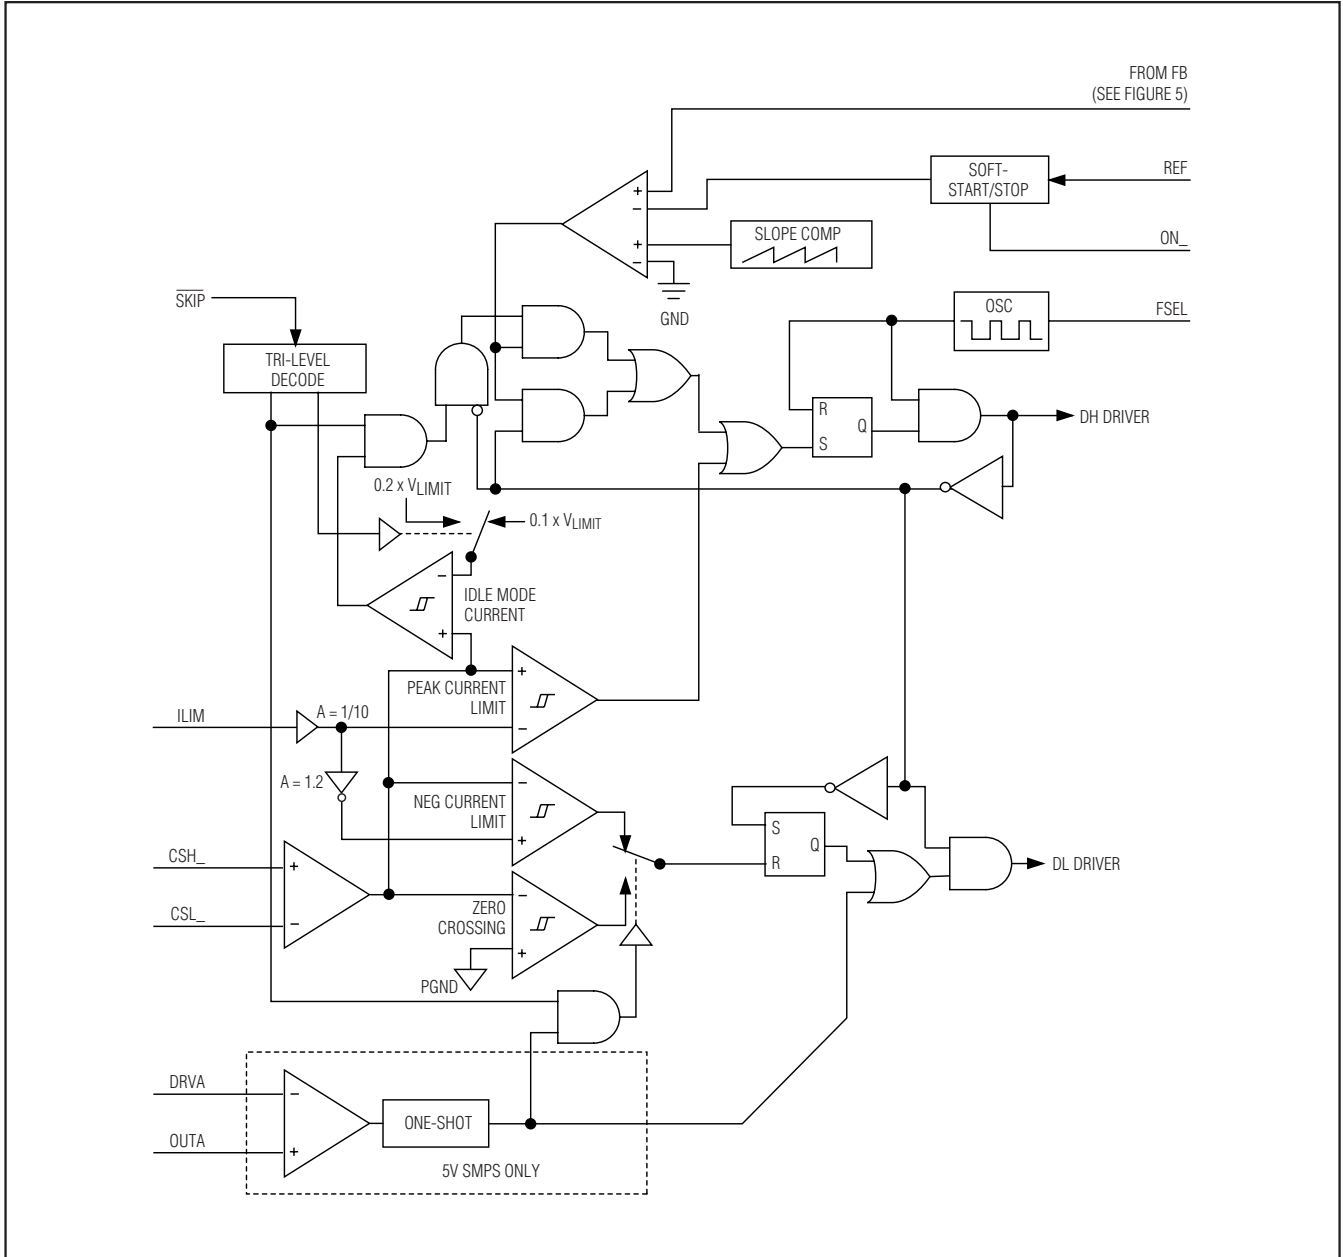 FROM FB
(SEE FIGURE 5)
SOFT-
START/STOP
REF
+
−
SLOPE COMP
ON_
+
−
GND
SKIP
OSC
FSEL
TRI-LEVEL
DECODE
R
Q
S
DH DRIVER
0.2 x VLIMIT
0.1 x VLIMIT
−
IDLE MODE
CURRENT
+
+
PEAK CURRENT
LIMIT
−
ILIM
A = 1/10
A = 1.2
−
NEG CURRENT
LIMIT
+
S
Q
R
CSH_
+
DL DRIVER
CSL_
−
−
ZERO
CROSSING
+
PGND
DRVA
−
ONE-SHOT
OUTA
+
5V SMPS ONLY